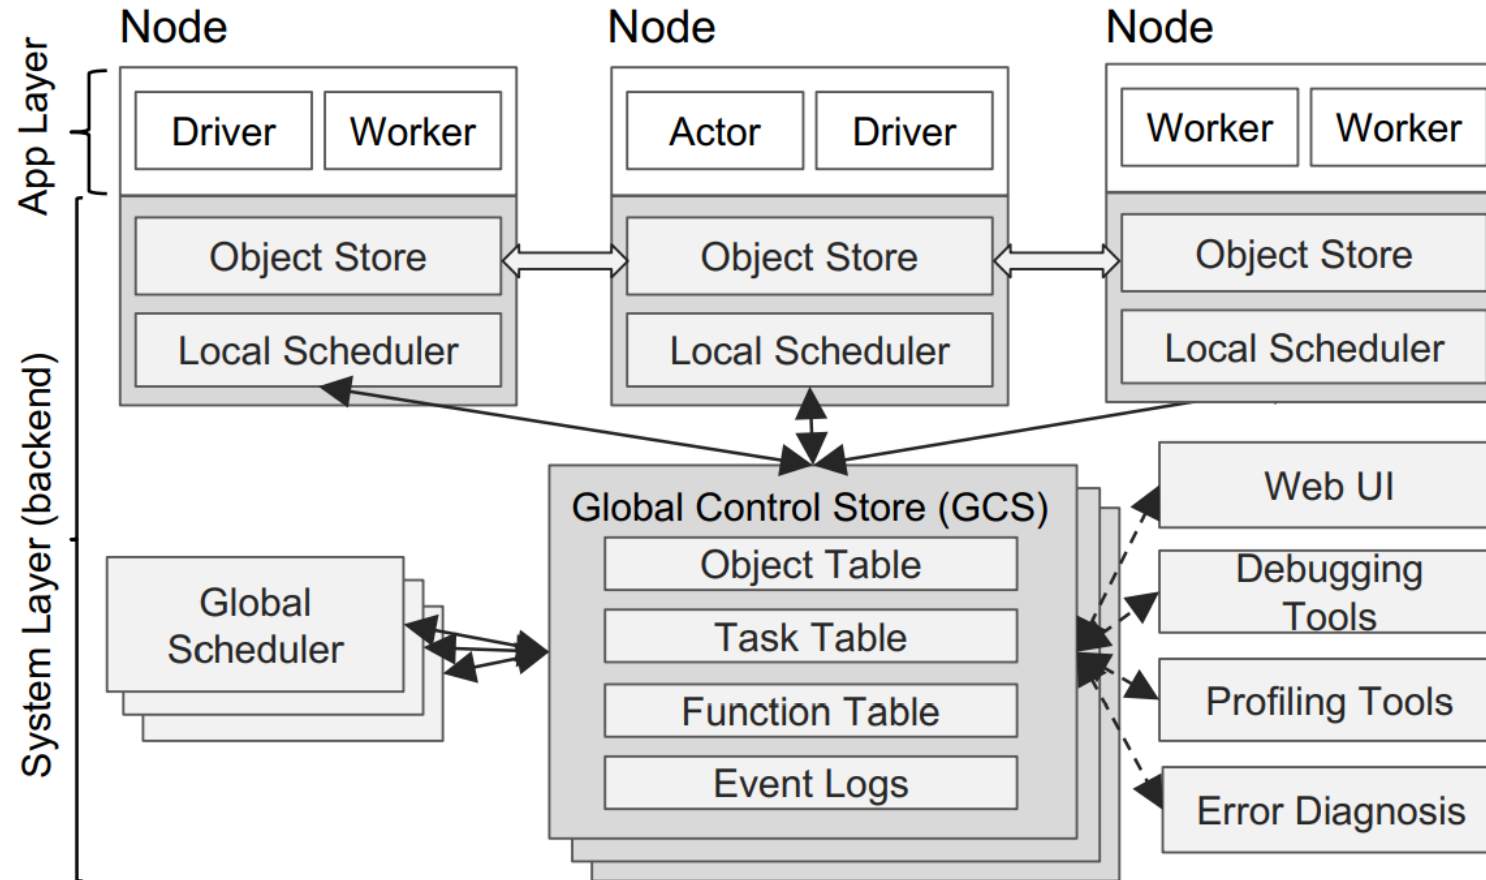 Node
Node
Node
App Layer
Driver
Worker
Actor
Driver
Worker
Worker
Object Store
Object Store
Object Store
Local Scheduler
Local Scheduler
Local Scheduler
System Layer (backend)
Global Control Store (GCS)
Object Table
Task Table
Function Table
Event Logs
Global
Scheduler
Web UI
Debugging
Tools
Profiling Tools
Error Diagnosis